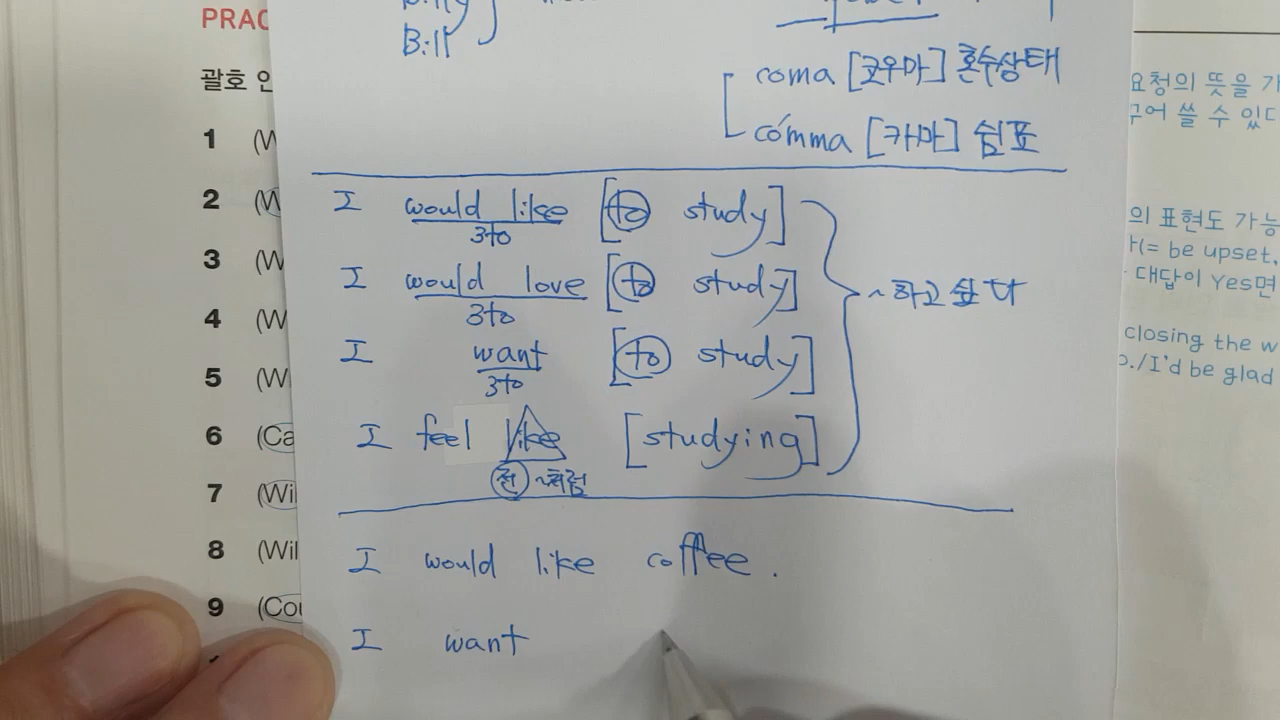 PRAC
Bill
괄호 인
coma [코우마] 혼수상태
cómma [카마] 쉼표
요청의 뜻을 가
꾸어 쓸 수 있다
1 (W
2 (W
3 (W
4 (W
5 (W
6 (Ca
7 (Wil
8 (Wil
9 (Cou
I would like [to study]
3to
I would love [to study]
3to
I want [to study]
3to
I feel like [studying]
전 ~처럼
~하고 싶다
I would like coffee.
I want
의 표현도 가능
(= be upset,
대답이 Yes면
closing the w
./I'd be glad